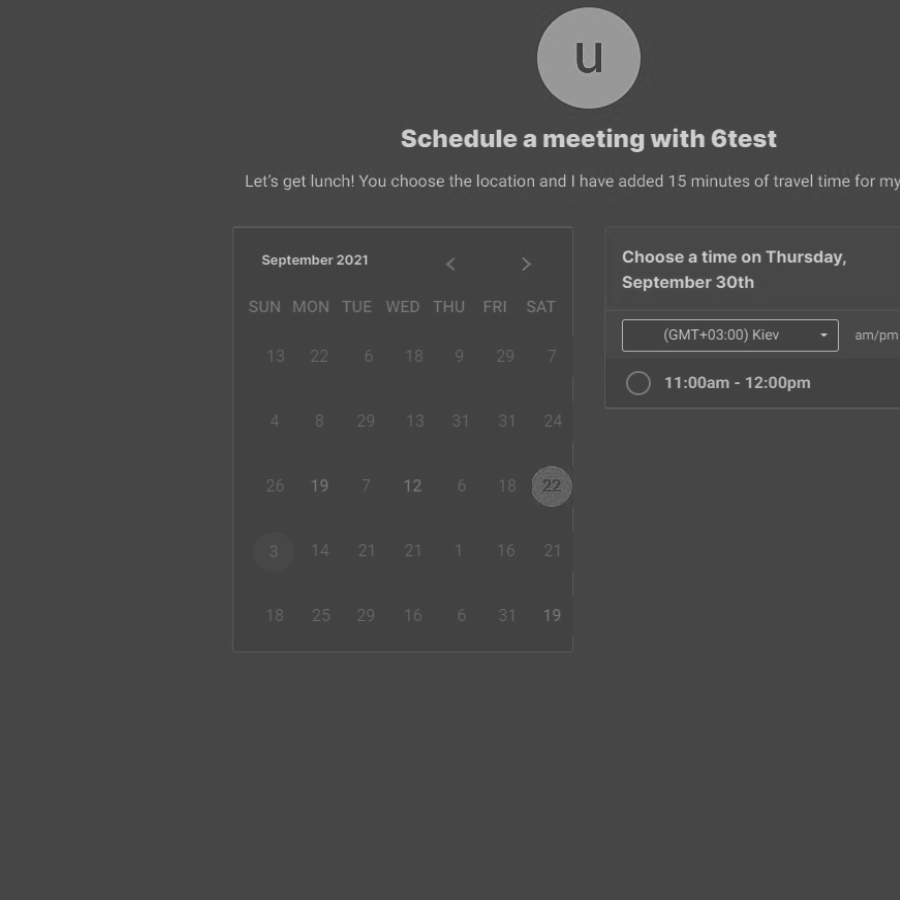 u
Schedule a meeting with 6test
Let's get lunch! You choose the location and I have added 15 minutes of travel time for my
September 2021
SUN MON TUE WED THU FRI SAT
13 22 6 18 9 29 7
4 8 29 13 31 31 24
26 19 7 12 6 18 22
3 14 21 21 1 16 21
18 25 29 16 6 31 19
Choose a time on Thursday,
September 30th
(GMT+03:00) Kiev am/pm
11:00am - 12:00pm